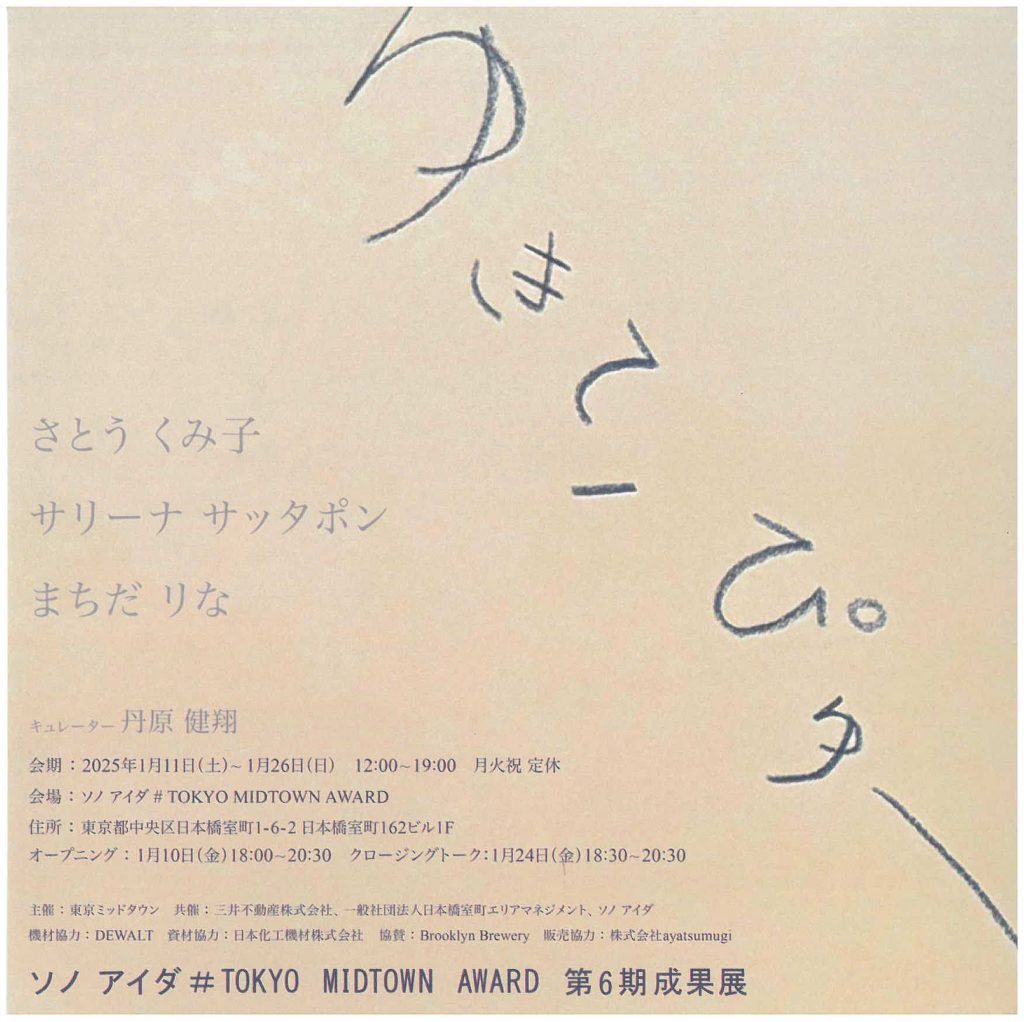 さとう くみ子
サリーナ サッタポン
まちだ リな
キュレーター 丹原 健翔
会期：2025年1月11日(土)~ 1月26日(日) 12:00~19:00 月火祝 定休
会場：ソノ アイダ # TOKYO MIDTOWN AWARD
住所：東京都中央区日本橋室町1-6-2 日本橋室町162ビル1F
オープニング：1月10日(金)18:00~20:30 クロージングトーク：1月24日(金)18:30~20:30
主催：東京ミッドタウン 共催：三井不動産株式会社、一般社団法人日本橋室町エリアマネジメント、ソノ アイダ
機材協力：DEWALT 資材協力：日本化工機材株式会社 協賛：Brooklyn Brewery 販売協力：株式会社ayatsumugi
ソノ アイダ # TOKYO MIDTOWN AWARD 第6期成果展